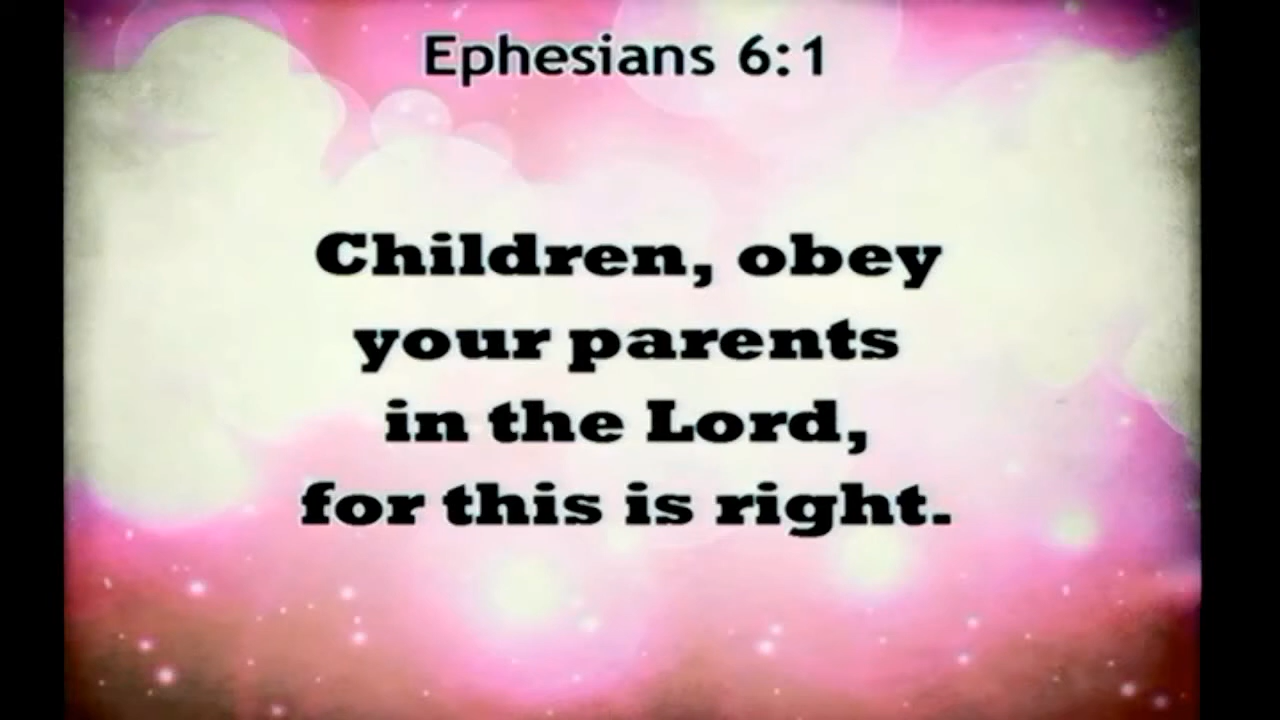 Ephesians 6:1
Children, obey
your parents
in the Lord,
for this is right.